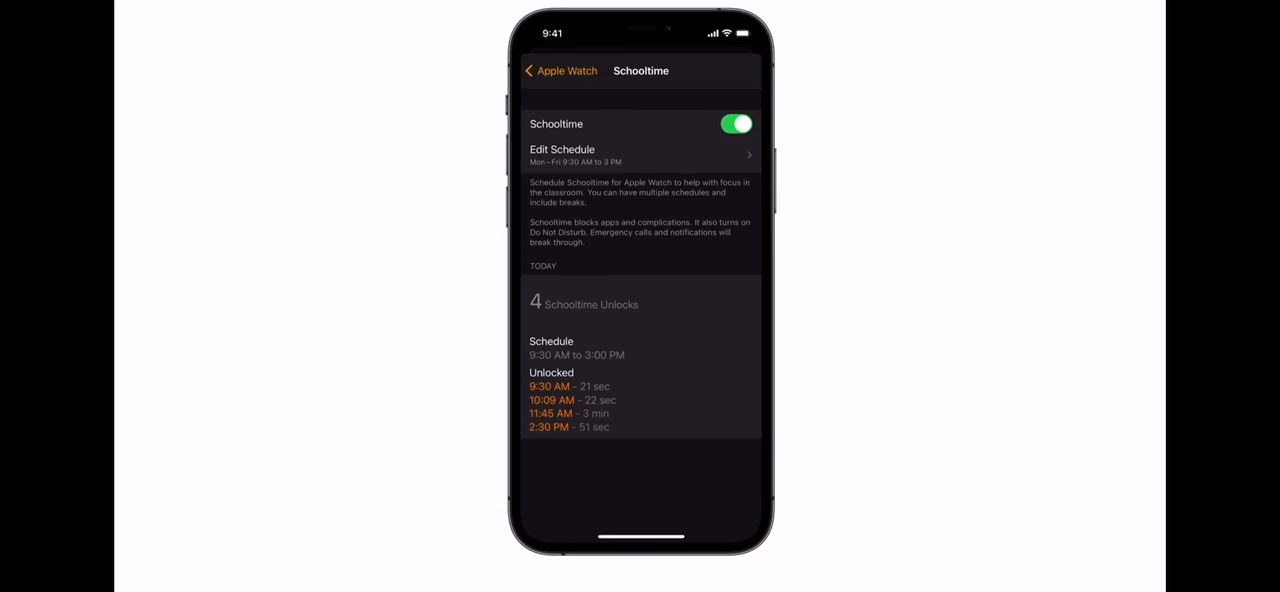 9:41
Apple Watch Schooltime
Schooltime
Edit Schedule
Mon – Fri 9:30 AM to 3 PM
Schedule Schooltime for Apple Watch to help with focus in
the classroom. You can have multiple schedules and
include breaks.
Schooltime blocks apps and complications. It also turns on
Do Not Disturb. Emergency calls and notifications will
break through.
TODAY
4 Schooltime Unlocks
Schedule
9:30 AM to 3:00 PM
Unlocked
9:30 AM - 21 sec
10:09 AM - 22 sec
11:45 AM - 3 min
2:30 PM - 51 sec